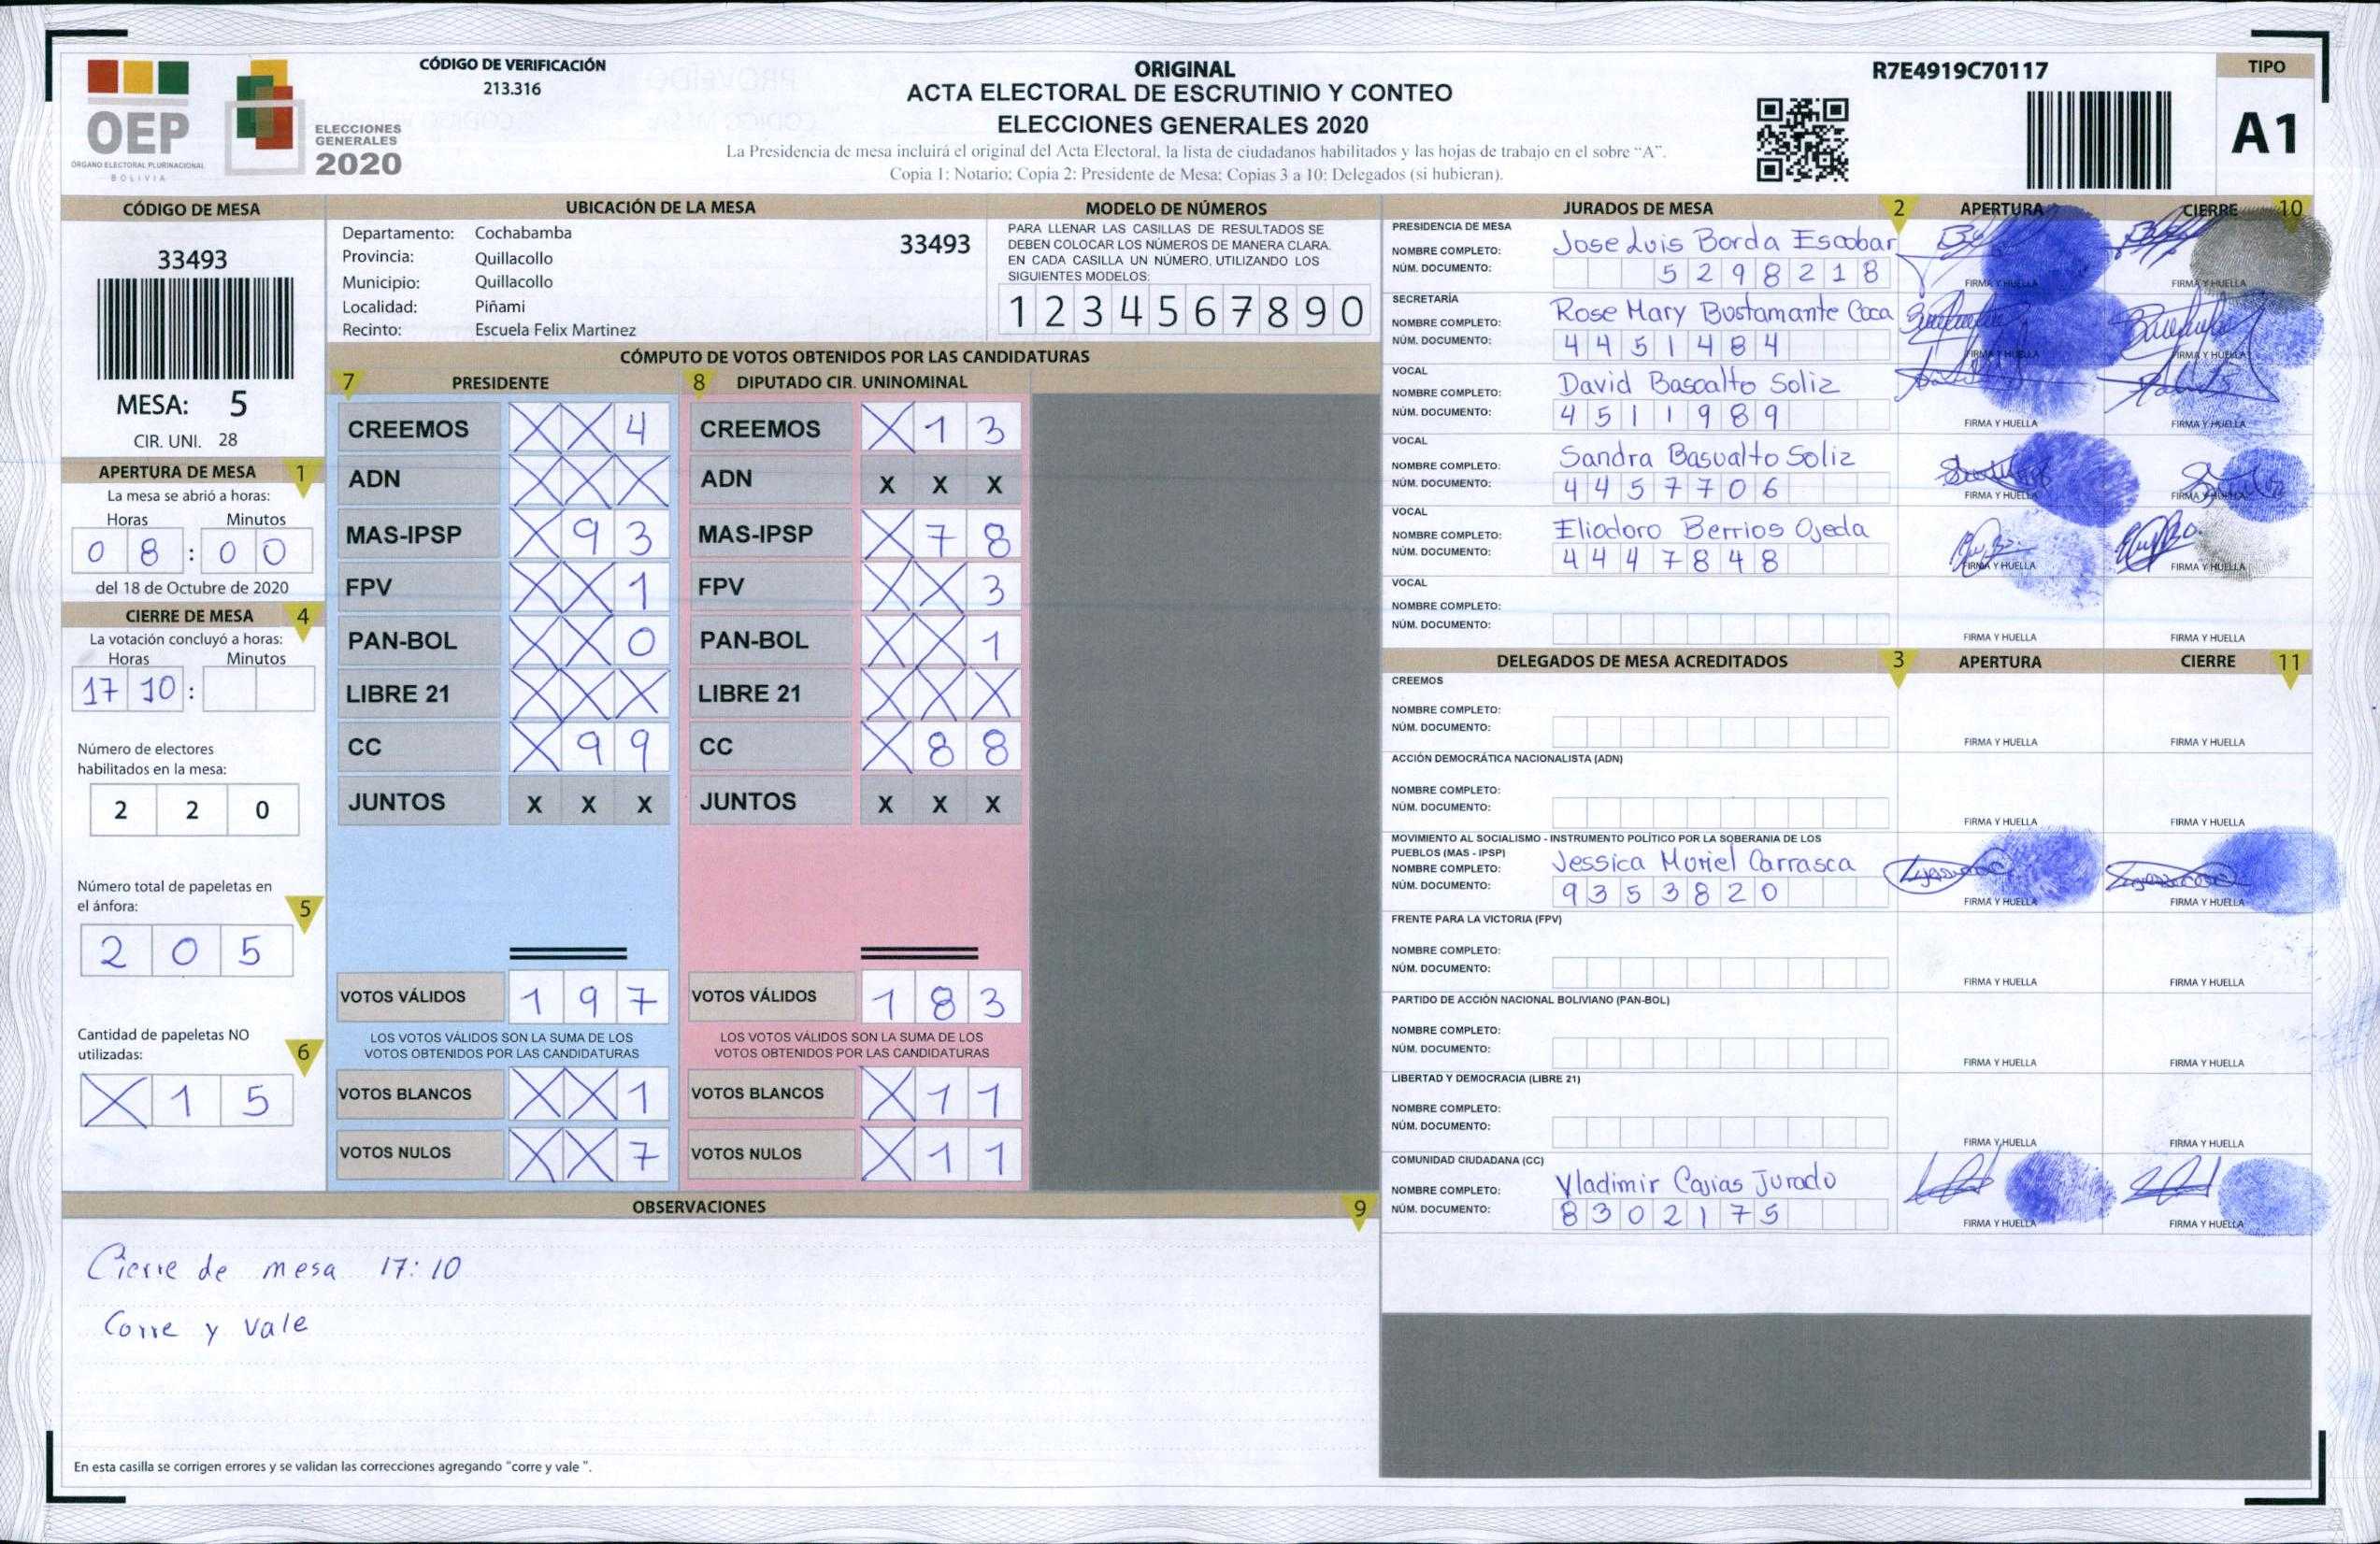 OEP
ÓRGANO ELECTORAL PLURINACIONAL
BOLIVIA
ELECCIONES
GENERALES
2020
CÓDIGO DE VERIFICACIÓN
213.316
ORIGINAL
ACTA ELECTORAL DE ESCRUTINIO Y CONTEO
ELECCIONES GENERALES 2020
La Presidencia de mesa incluirá el original del Acta Electoral, la lista de ciudadanos habilitados y las hojas de trabajo en el sobre “A”.
Copia 1: Notario; Copia 2: Presidente de Mesa; Copias 3 a 10: Delegados (si hubieran).
R7E4919C70117
TIPO
A1
CÓDIGO DE MESA
33493
MESA: 5
CIR. UNI. 28
APERTURA DE MESA 1
La mesa se abrió a horas:
Horas Minutos
0 8 : 0 0
del 18 de Octubre de 2020
CIERRE DE MESA 4
La votación concluyó a horas:
Horas Minutos
17 10 :
Número de electores
habilitados en la mesa:
2 2 0
Número total de papeletas en
el ánfora: 5
2 0 5
Cantidad de papeletas NO
utilizadas: 6
X 1 5
UBICACIÓN DE LA MESA
Departamento: Cochabamba
Provincia: Quillacollo
Municipio: Quillacollo
Localidad: Piñami
Recinto: Escuela Felix Martinez
33493
MODELO DE NÚMEROS
PARA LLENAR LAS CASILLAS DE RESULTADOS SE
DEBEN COLOCAR LOS NÚMEROS DE MANERA CLARA.
EN CADA CASILLA UN NÚMERO, UTILIZANDO LOS
SIGUIENTES MODELOS:
1 2 3 4 5 6 7 8 9 0
CÓMPUTO DE VOTOS OBTENIDOS POR LAS CANDIDATURAS
7 PRESIDENTE
CREEMOS X X 4
ADN X X X
MAS-IPSP X 9 3
FPV X X 1
PAN-BOL X X 0
LIBRE 21 X X X
CC X 9 9
JUNTOS X X X
VOTOS VÁLIDOS 1 9 7
LOS VOTOS VÁLIDOS SON LA SUMA DE LOS
VOTOS OBTENIDOS POR LAS CANDIDATURAS
VOTOS BLANCOS X X 1
VOTOS NULOS X X 7
8 DIPUTADO CIR. UNINOMINAL
CREEMOS X 1 3
ADN X X X
MAS-IPSP X 7 8
FPV X X 3
PAN-BOL X X 1
LIBRE 21 X X X
CC X 8 8
JUNTOS X X X
VOTOS VÁLIDOS 1 8 3
LOS VOTOS VÁLIDOS SON LA SUMA DE LOS
VOTOS OBTENIDOS POR LAS CANDIDATURAS
VOTOS BLANCOS X 1 1
VOTOS NULOS X 1 1
OBSERVACIONES 9
Cierre de mesa 17:10
Corre y vale
En esta casilla se corrigen errores y se validan las correcciones agregando “corre y vale ”.
JURADOS DE MESA 2 APERTURA CIERRE 10
PRESIDENCIA DE MESA
NOMBRE COMPLETO: Jose Luis Borda Escobar
NÚM. DOCUMENTO: 5 2 9 8 2 1 8
FIRMA Y HUELLA FIRMA Y HUELLA
SECRETARÍA
NOMBRE COMPLETO: Rose Mary Bustamante Coca
NÚM. DOCUMENTO: 4 4 5 1 4 8 4
FIRMA Y HUELLA FIRMA Y HUELLA
VOCAL
NOMBRE COMPLETO: David Bascalto Soliz
NÚM. DOCUMENTO: 4 5 1 1 9 8 9
FIRMA Y HUELLA FIRMA Y HUELLA
VOCAL
NOMBRE COMPLETO: Sandra Basualto Soliz
NÚM. DOCUMENTO: 4 4 5 7 7 0 6
FIRMA Y HUELLA FIRMA Y HUELLA
VOCAL
NOMBRE COMPLETO: Eliodoro Berrios Ojeda
NÚM. DOCUMENTO: 4 4 4 7 8 4 8
FIRMA Y HUELLA FIRMA Y HUELLA
VOCAL
NOMBRE COMPLETO:
NÚM. DOCUMENTO:
FIRMA Y HUELLA FIRMA Y HUELLA
DELEGADOS DE MESA ACREDITADOS 3 APERTURA CIERRE 11
CREEMOS
NOMBRE COMPLETO:
NÚM. DOCUMENTO:
FIRMA Y HUELLA FIRMA Y HUELLA
ACCIÓN DEMOCRÁTICA NACIONALISTA (ADN)
NOMBRE COMPLETO:
NÚM. DOCUMENTO:
FIRMA Y HUELLA FIRMA Y HUELLA
MOVIMIENTO AL SOCIALISMO - INSTRUMENTO POLÍTICO POR LA SOBERANIA DE LOS
PUEBLOS (MAS - IPSP)
NOMBRE COMPLETO: Jessica Muriel Carrasca
NÚM. DOCUMENTO: 9 3 5 3 8 2 0
FIRMA Y HUELLA FIRMA Y HUELLA
FRENTE PARA LA VICTORIA (FPV)
NOMBRE COMPLETO:
NÚM. DOCUMENTO:
FIRMA Y HUELLA FIRMA Y HUELLA
PARTIDO DE ACCIÓN NACIONAL BOLIVIANO (PAN-BOL)
NOMBRE COMPLETO:
NÚM. DOCUMENTO:
FIRMA Y HUELLA FIRMA Y HUELLA
LIBERTAD Y DEMOCRACIA (LIBRE 21)
NOMBRE COMPLETO:
NÚM. DOCUMENTO:
FIRMA Y HUELLA FIRMA Y HUELLA
COMUNIDAD CIUDADANA (CC)
NOMBRE COMPLETO: Vladimir Cajias Jurado
NÚM. DOCUMENTO: 8 3 0 2 1 7 5
FIRMA Y HUELLA FIRMA Y HUELLA